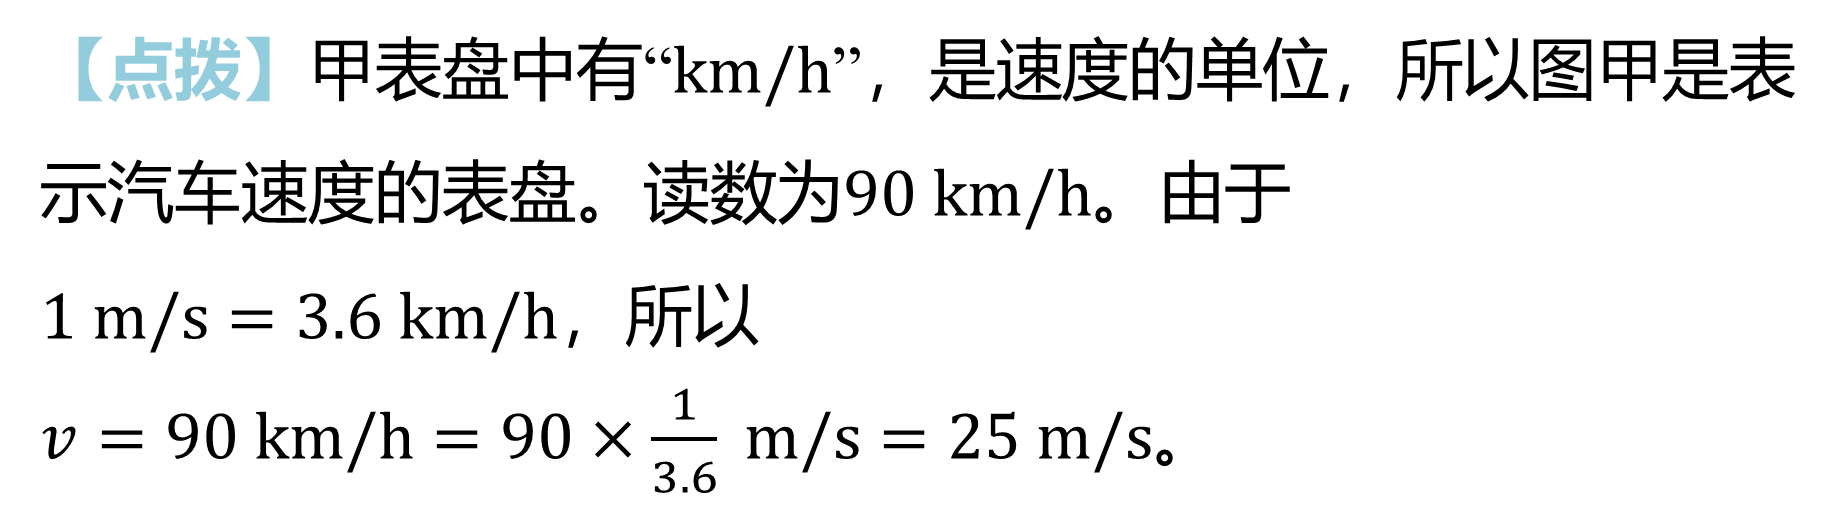 【点拨】甲表盘中有“km/h”，是速度的单位，所以图甲是表
示汽车速度的表盘。读数为90 km/h。由于
1 m/s = 3.6 km/h，所以
v = 90 km/h = 90 × 1/3.6 m/s = 25 m/s。